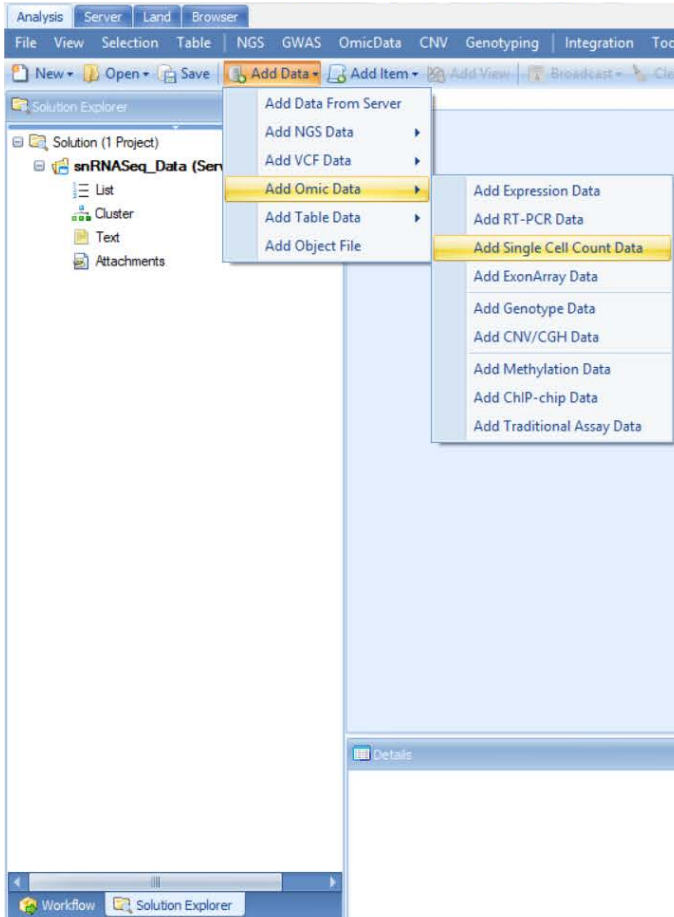 Analysis Server Land Browser
File View Selection Table NGS GWAS OmicData CNV Genotyping Integration Too
New Open Save Add Data Add Item Add View Broadcast Cle
Solution Explorer
Solution (1 Project)
snRNASeq_Data (Serv
List
Cluster
Text
Attachments
Add Data From Server
Add NGS Data
Add VCF Data
Add Omic Data
Add Table Data
Add Object File
Add Expression Data
Add RT-PCR Data
Add Single Cell Count Data
Add ExonArray Data
Add Genotype Data
Add CNV/CGH Data
Add Methylation Data
Add ChIP-chip Data
Add Traditional Assay Data
Details
Workflow Solution Explorer